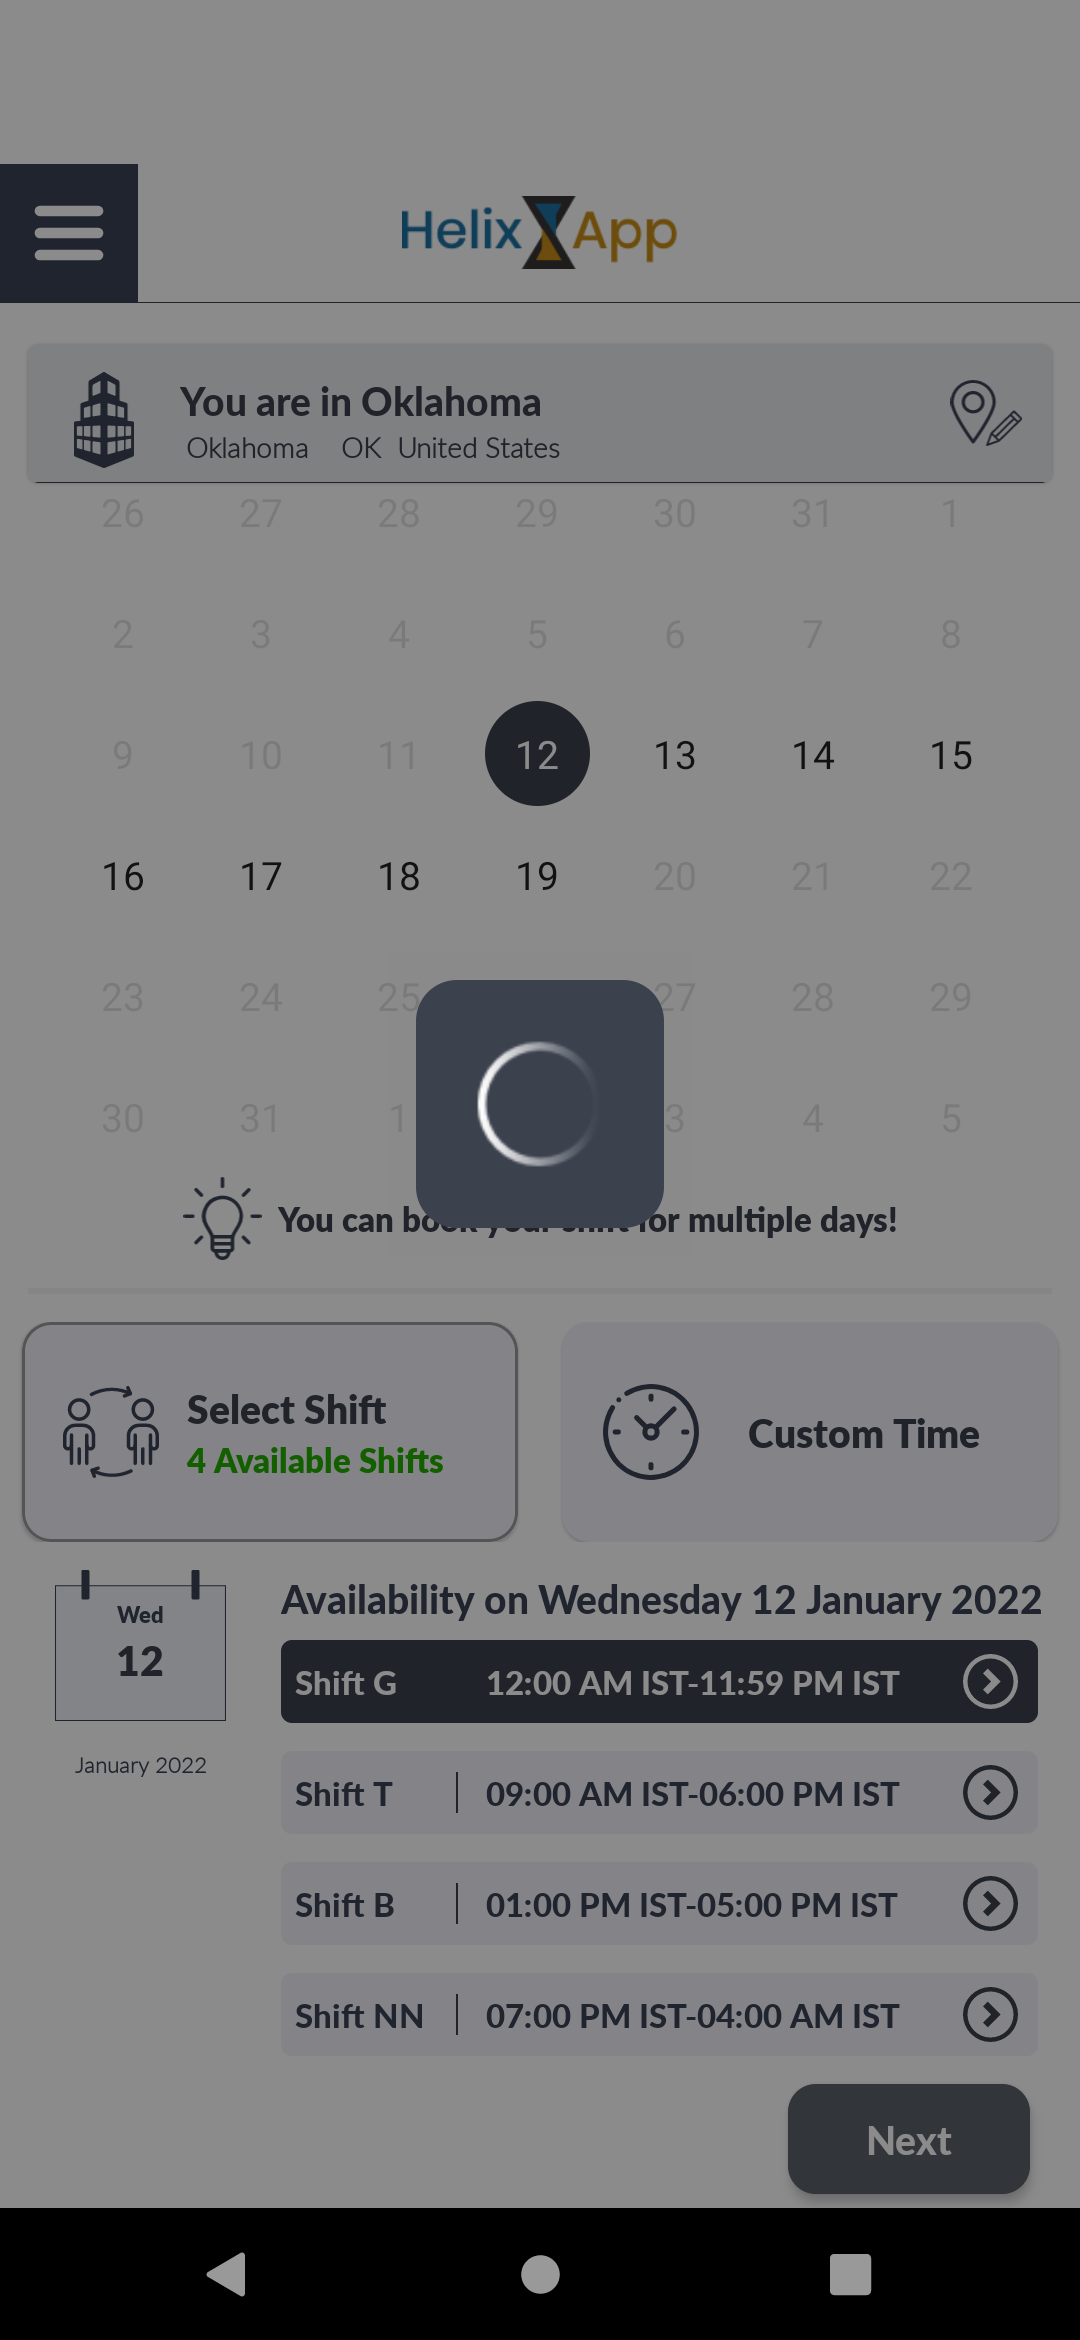 Helix App
You are in Oklahoma
Oklahoma OK United States
26 27 28 29 30 31 1
2 3 4 5 6 7 8
9 10 11 12 13 14 15
16 17 18 19 20 21 22
23 24 25 27 28 29
30 31 1 3 4 5
You can book your shift for multiple days!
Select Shift
4 Available Shifts
Custom Time
Wed
12
January 2022
Availability on Wednesday 12 January 2022
Shift G 12:00 AM IST-11:59 PM IST
Shift T 09:00 AM IST-06:00 PM IST
Shift B 01:00 PM IST-05:00 PM IST
Shift NN 07:00 PM IST-04:00 AM IST
Next